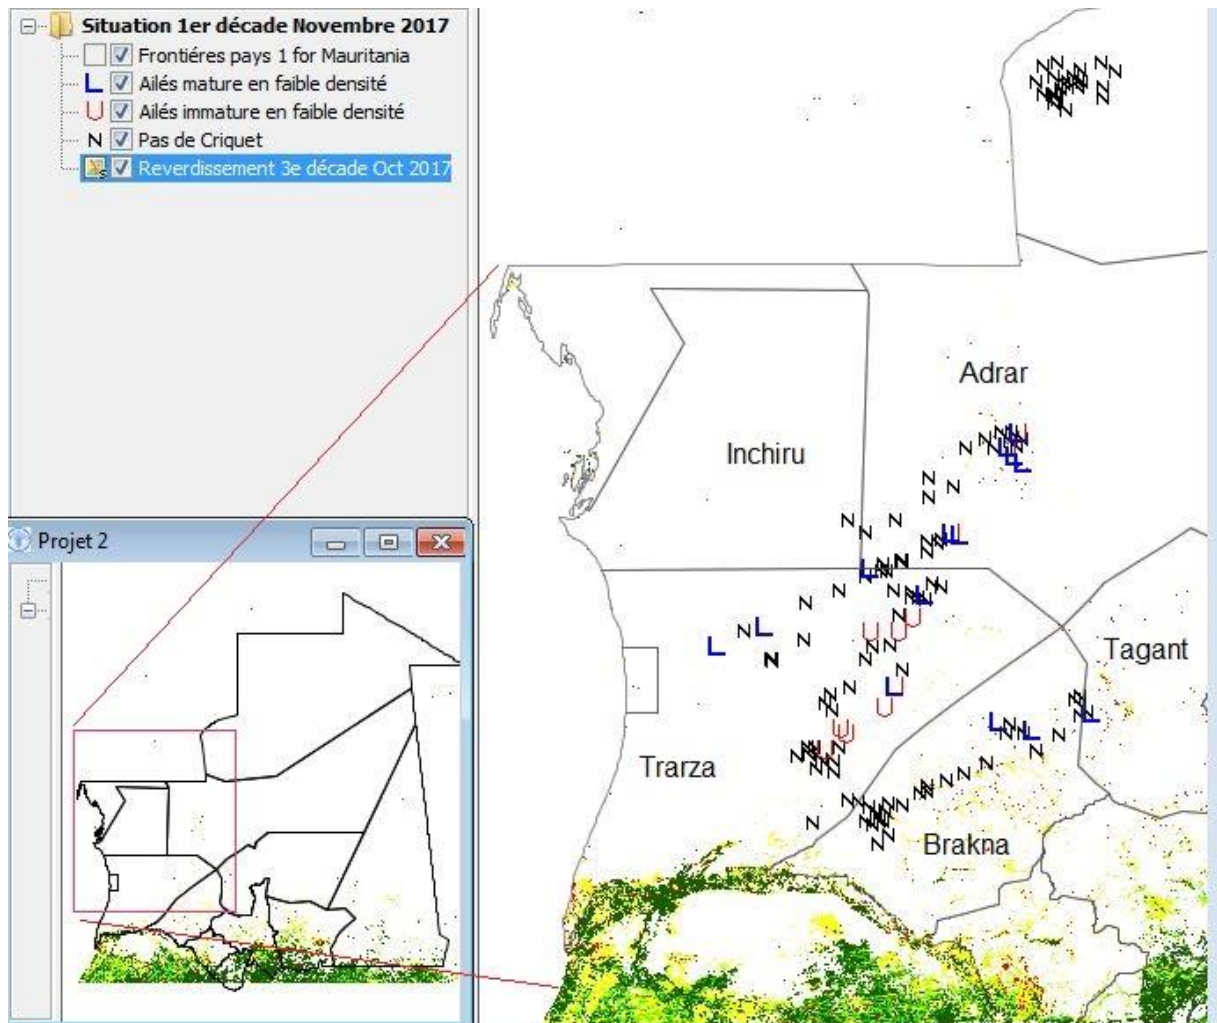 Situation 1er décade Novembre 2017
Frontiéres pays 1 for Mauritania
L Ailés mature en faible densité
U Ailés immature en faible densité
N Pas de Criquet
Reverdissement 3e décade Oct 2017
Adrar
Inchiru
Tagant
Trarza
Brakna
Projet 2